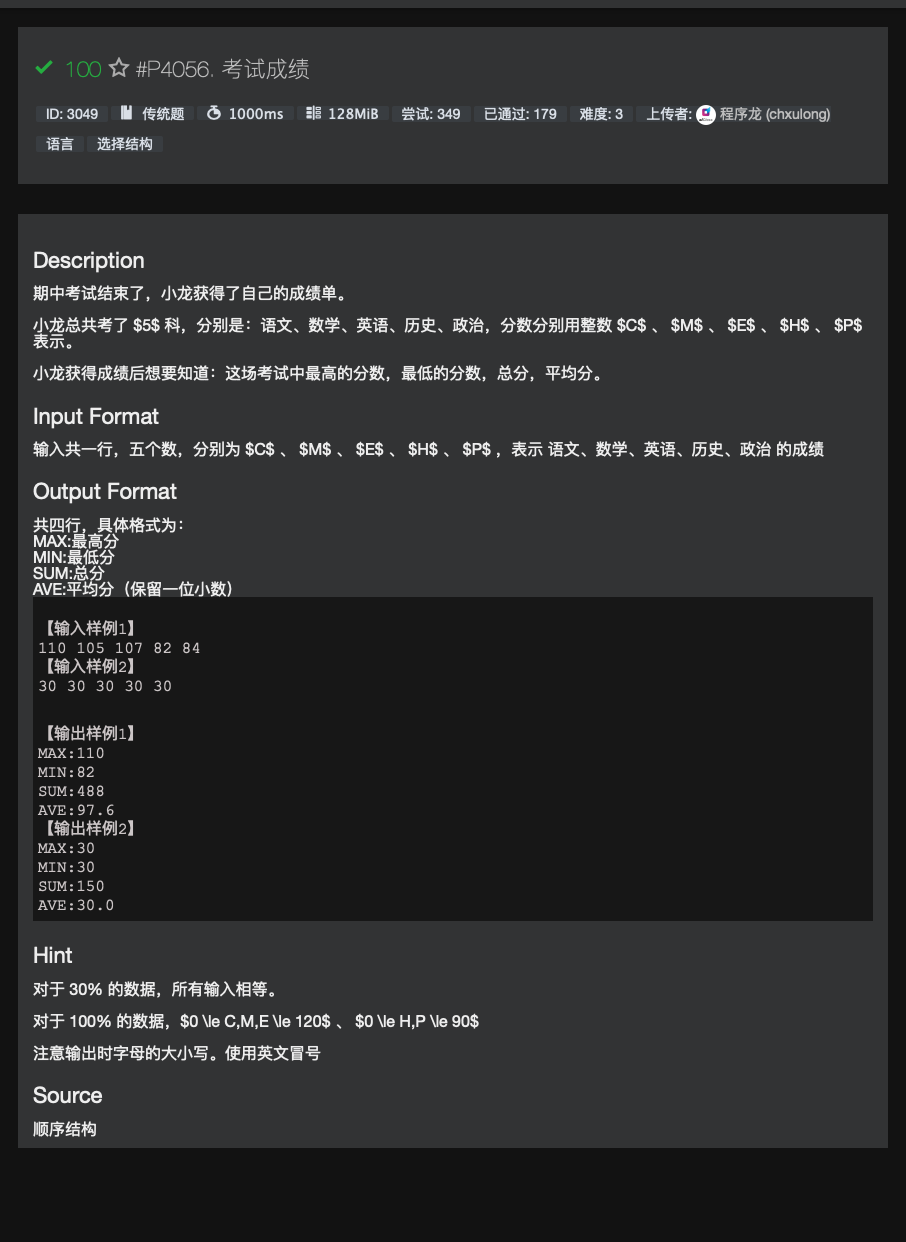 100 #P4056. 考试成绩
ID: 3049 传统题 1000ms 128MiB 尝试: 349 已通过: 179 难度: 3 上传者: 程序龙 (chxulong)
语言 选择结构
Description
期中考试结束了，小龙获得了自己的成绩单。
小龙总共考了 $5$ 科，分别是：语文、数学、英语、历史、政治，分数分别用整数 $C$ 、 $M$ 、 $E$ 、 $H$ 、 $P$
表示。
小龙获得成绩后想要知道：这场考试中最高的分数，最低的分数，总分，平均分。
Input Format
输入共一行，五个数，分别为 $C$ 、 $M$ 、 $E$ 、 $H$ 、 $P$ ，表示 语文、数学、英语、历史、政治 的成绩
Output Format
共四行，具体格式为：
MAX:最高分
MIN:最低分
SUM:总分
AVE:平均分（保留一位小数）
【输入样例1】
110 105 107 82 84
【输入样例2】
30 30 30 30 30
【输出样例1】
MAX:110
MIN:82
SUM:488
AVE:97.6
【输出样例2】
MAX:30
MIN:30
SUM:150
AVE:30.0
Hint
对于 30% 的数据，所有输入相等。
对于 100% 的数据，$0 \le C,M,E \le 120$ 、 $0 \le H,P \le 90$
注意输出时字母的大小写。使用英文冒号
Source
顺序结构